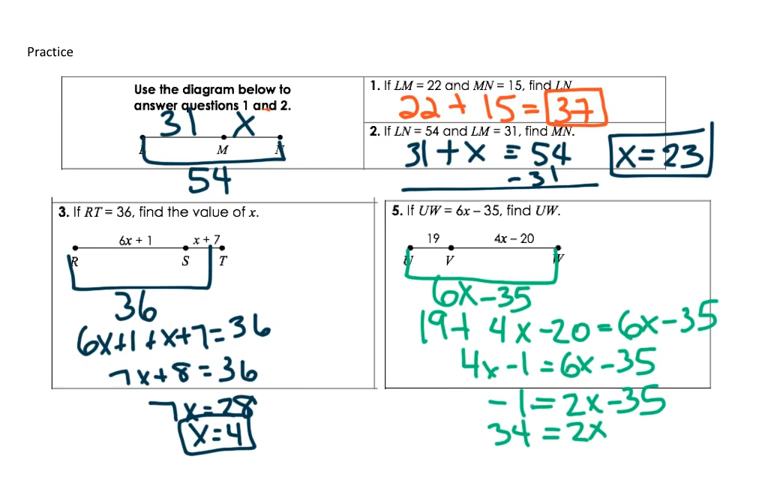 Practice
Use the diagram below to
answer questions 1 and 2.
31 X
M
54
1. If LM = 22 and MN = 15, find LN.
22 + 15 = 37
2. If LN = 54 and LM = 31, find MN.
31 + x = 54
-31
x = 23
3. If RT = 36, find the value of x.
6x + 1 x + 7
R S T
36
6x+1 + x+7 = 36
7x + 8 = 36
7x = 28
x = 4
5. If UW = 6x – 35, find UW.
19 4x – 20
U V W
6x-35
19 + 4x - 20 = 6x - 35
4x - 1 = 6x - 35
- 1 = 2x - 35
34 = 2x